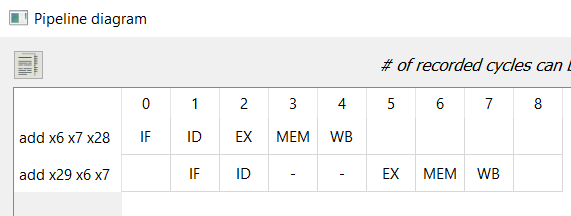 Pipeline diagram
# of recorded cycles can
0 1 2 3 4 5 6 7 8
add x6 x7 x28 IF ID EX MEM WB
add x29 x6 x7 IF ID - - EX MEM WB